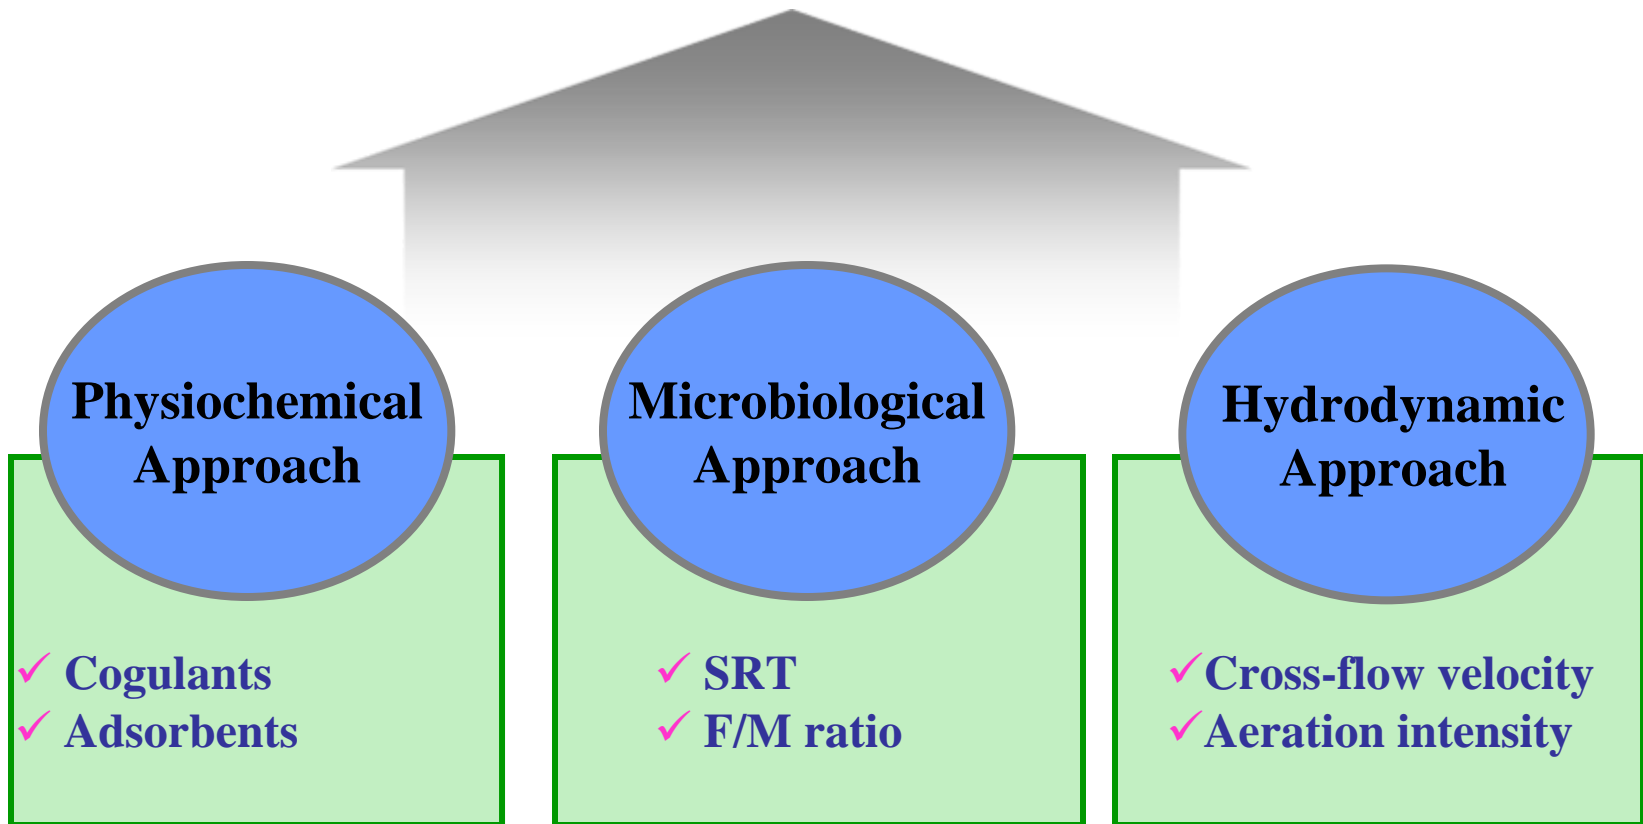 Physiochemical
Approach
Microbiological
Approach
Hydrodynamic
Approach
✓ Cogulants
✓ Adsorbents
✓ SRT
✓ F/M ratio
✓Cross-flow velocity
✓Aeration intensity